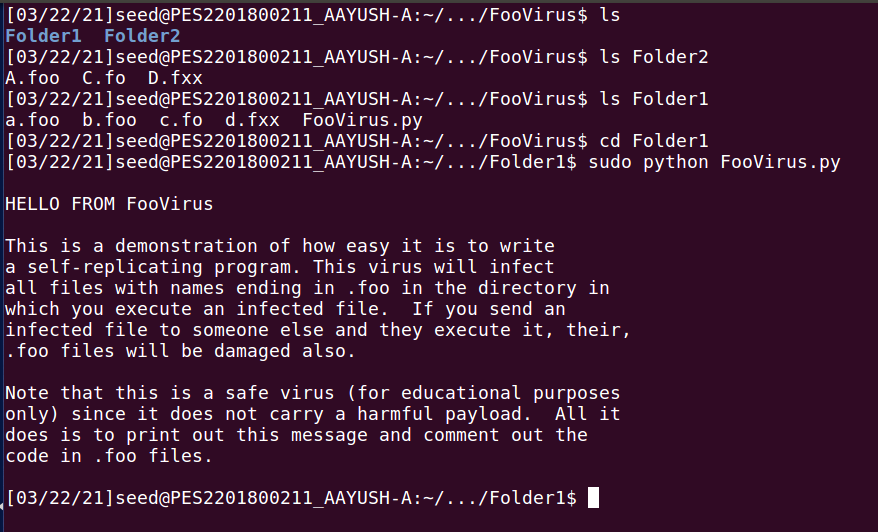 [03/22/21]seed@PES2201800211_AAYUSH-A:~/.../FooVirus$ ls
Folder1  Folder2
[03/22/21]seed@PES2201800211_AAYUSH-A:~/.../FooVirus$ ls Folder2
A.foo  C.fo  D.fxx
[03/22/21]seed@PES2201800211_AAYUSH-A:~/.../FooVirus$ ls Folder1
a.foo  b.foo  c.fo  d.fxx  FooVirus.py
[03/22/21]seed@PES2201800211_AAYUSH-A:~/.../FooVirus$ cd Folder1
[03/22/21]seed@PES2201800211_AAYUSH-A:~/.../Folder1$ sudo python FooVirus.py
HELLO FROM FooVirus
This is a demonstration of how easy it is to write
a self-replicating program. This virus will infect
all files with names ending in .foo in the directory in
which you execute an infected file.  If you send an
infected file to someone else and they execute it, their,
.foo files will be damaged also.
Note that this is a safe virus (for educational purposes
only) since it does not carry a harmful payload.  All it
does is to print out this message and comment out the
code in .foo files.
[03/22/21]seed@PES2201800211_AAYUSH-A:~/.../Folder1$